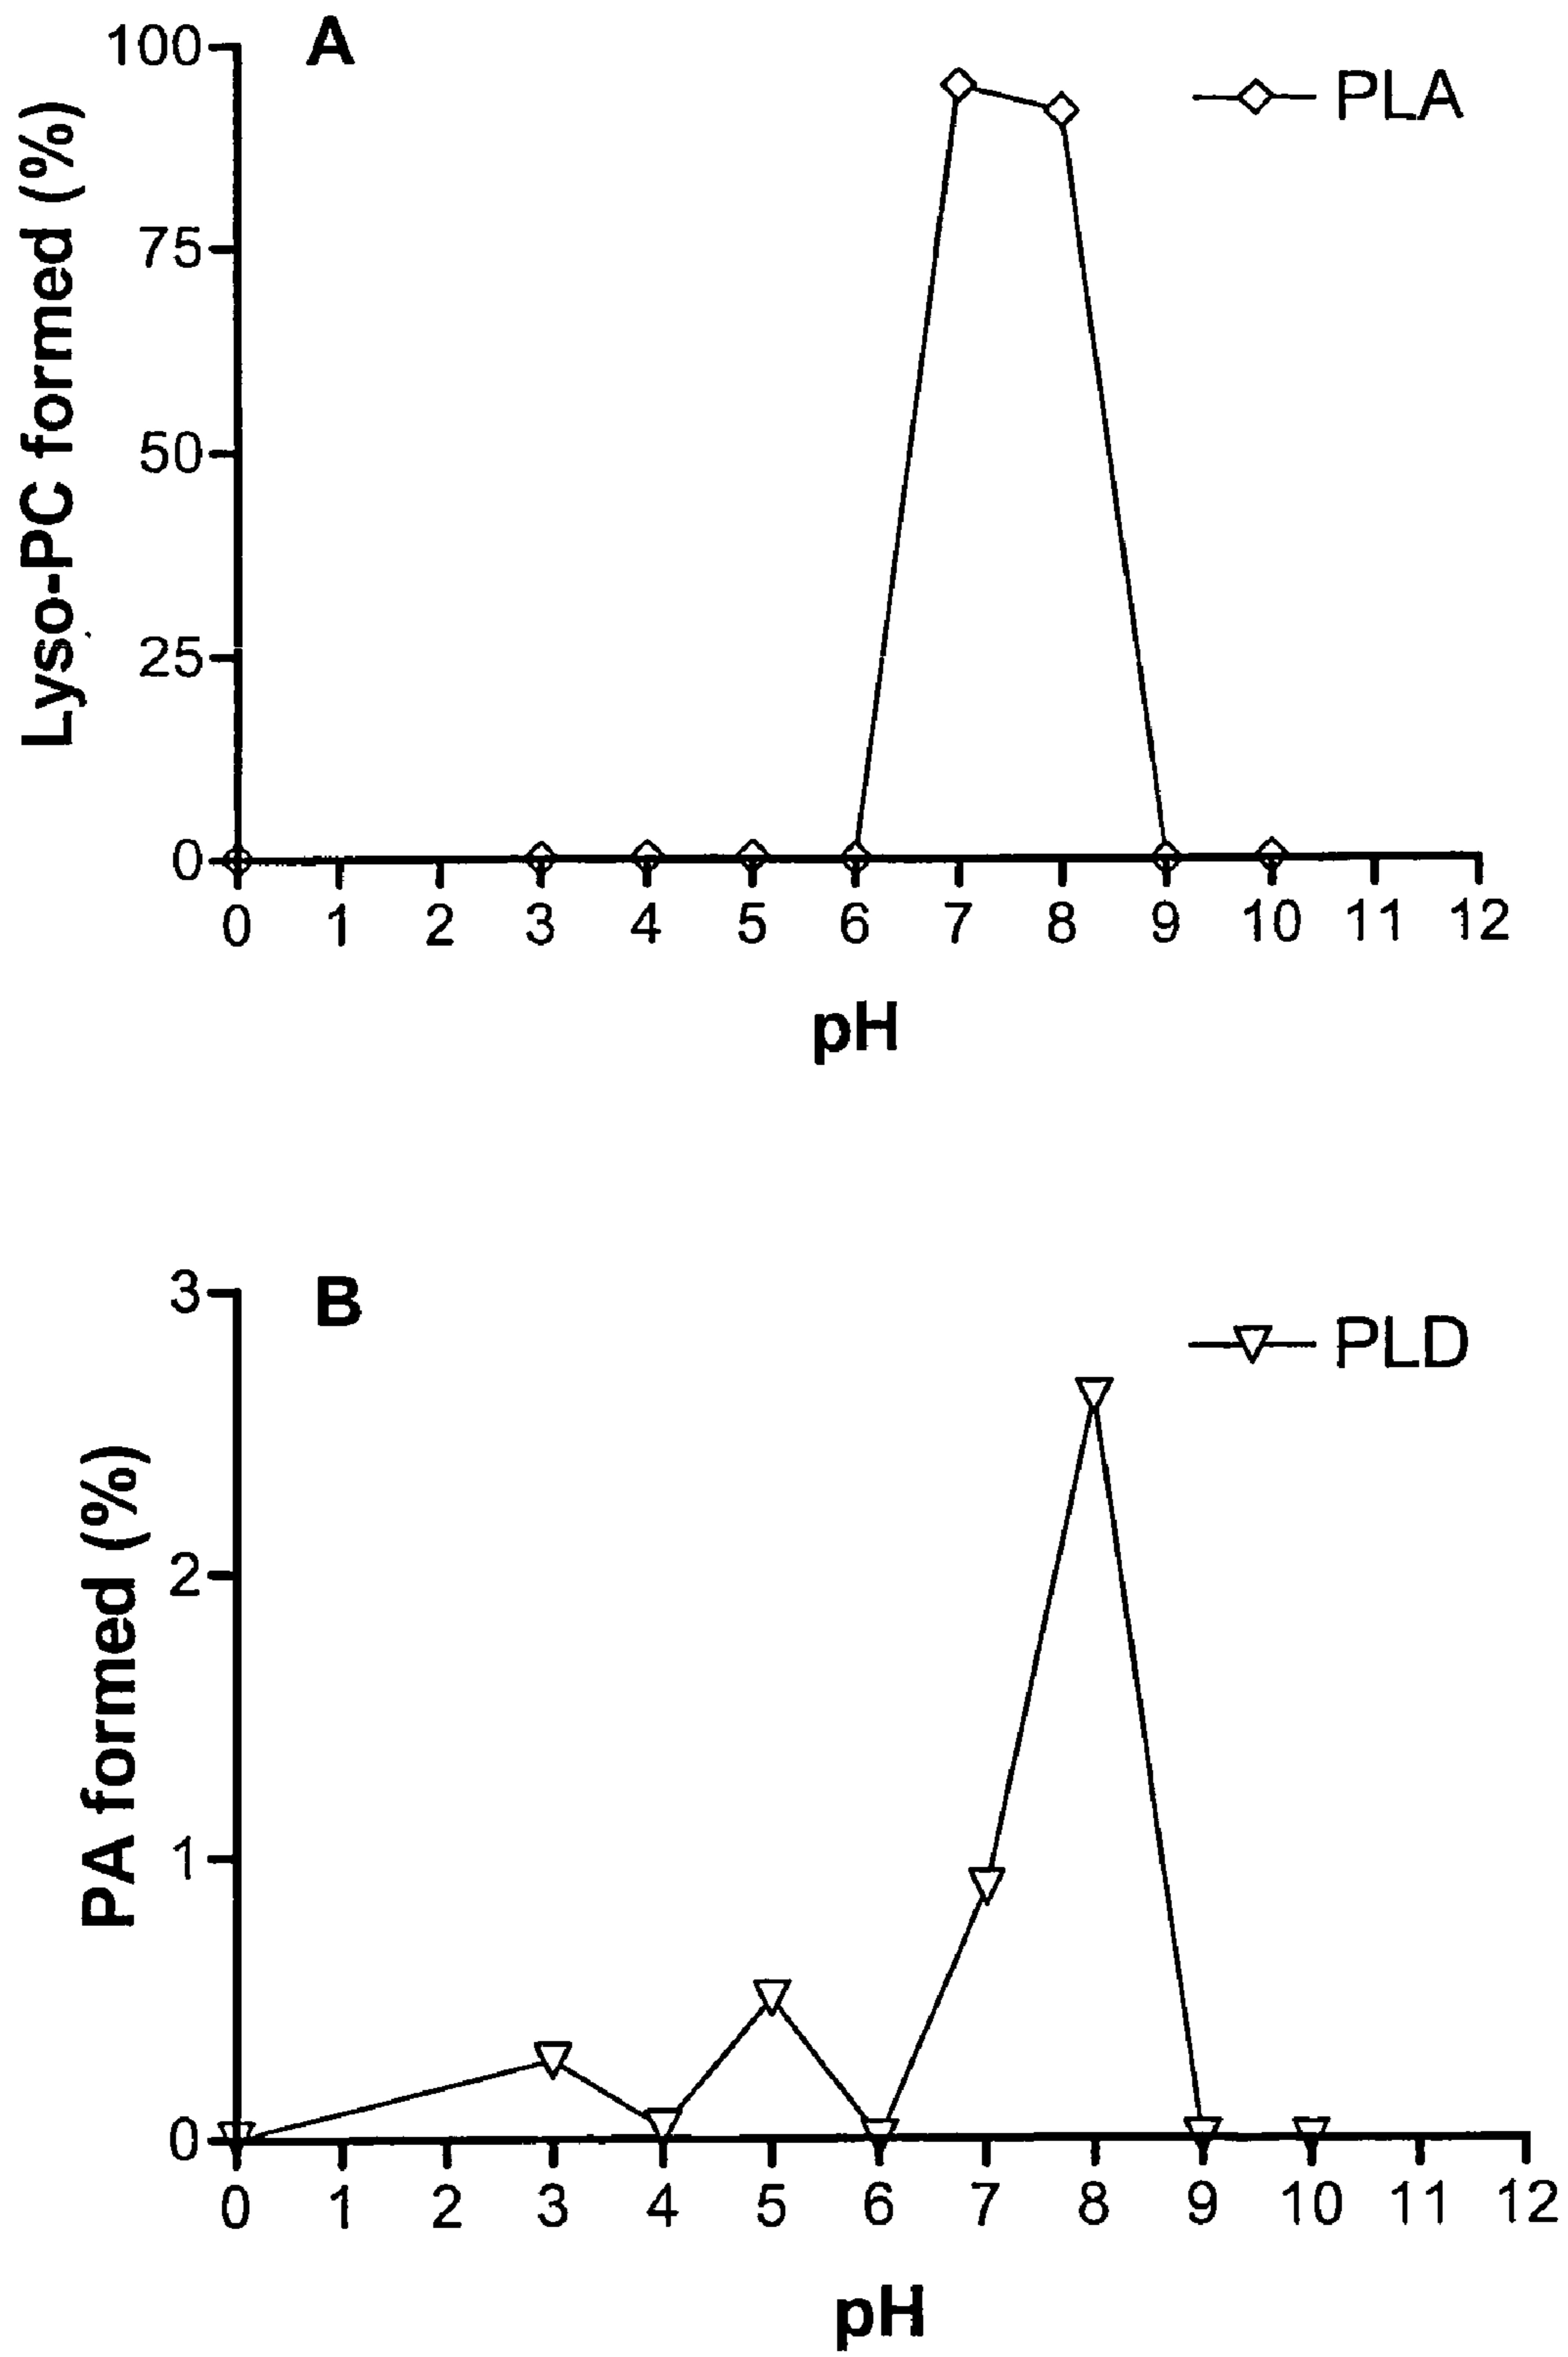 A
PLA
Lyso-PC formed (%)
100
75
50
25
0
0 1 2 3 4 5 6 7 8 9 10 11 12
pH
B
PLD
PA formed (%)
3
2
1
0
0 1 2 3 4 5 6 7 8 9 10 11 12
pH